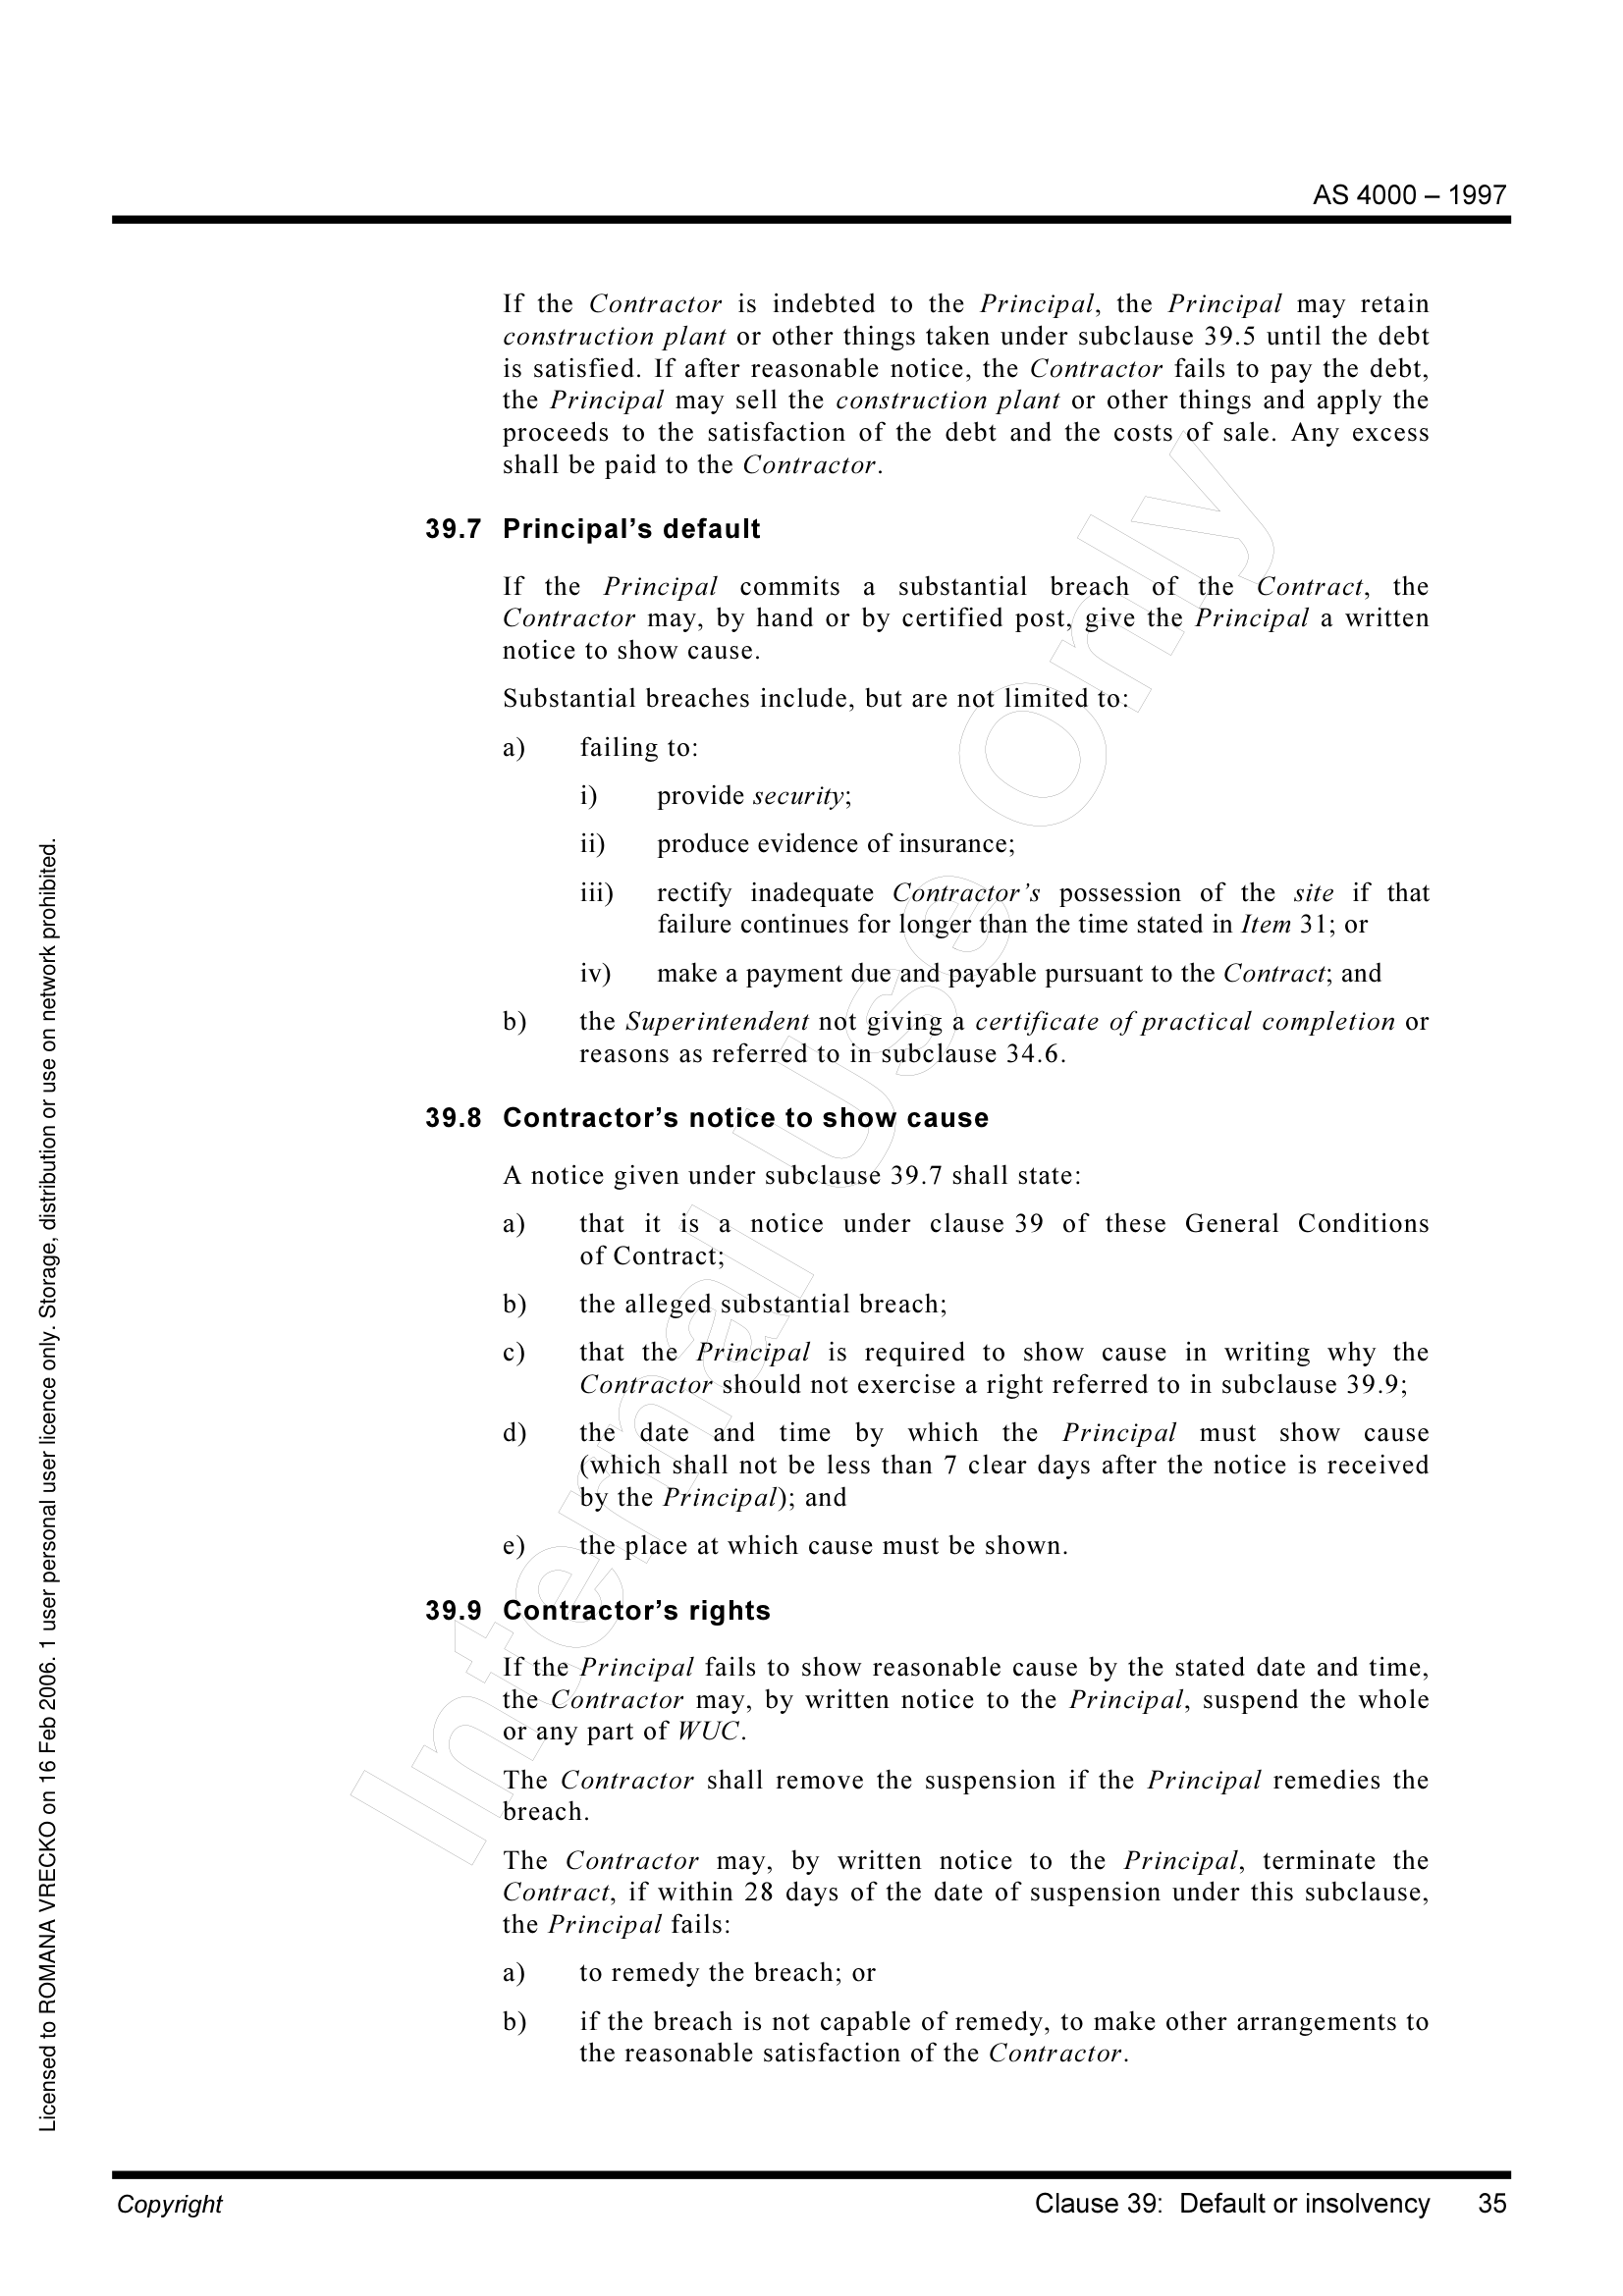 AS 4000 – 1997
If the Contractor is indebted to the Principal, the Principal may retain
construction plant or other things taken under subclause 39.5 until the debt
is satisfied. If after reasonable notice, the Contractor fails to pay the debt,
the Principal may sell the construction plant or other things and apply the
proceeds to the satisfaction of the debt and the costs of sale. Any excess
shall be paid to the Contractor.
39.7 Principal’s default
If the Principal commits a substantial breach of the Contract, the
Contractor may, by hand or by certified post, give the Principal a written
notice to show cause.
Substantial breaches include, but are not limited to:
a) failing to:
i) provide security;
ii) produce evidence of insurance;
iii) rectify inadequate Contractor’s possession of the site if that
failure continues for longer than the time stated in Item 31; or
iv) make a payment due and payable pursuant to the Contract; and
b) the Superintendent not giving a certificate of practical completion or
reasons as referred to in subclause 34.6.
39.8 Contractor’s notice to show cause
A notice given under subclause 39.7 shall state:
a) that it is a notice under clause 39 of these General Conditions
of Contract;
b) the alleged substantial breach;
c) that the Principal is required to show cause in writing why the
Contractor should not exercise a right referred to in subclause 39.9;
d) the date and time by which the Principal must show cause
(which shall not be less than 7 clear days after the notice is received
by the Principal); and
e) the place at which cause must be shown.
39.9 Contractor’s rights
If the Principal fails to show reasonable cause by the stated date and time,
the Contractor may, by written notice to the Principal, suspend the whole
or any part of WUC.
The Contractor shall remove the suspension if the Principal remedies the
breach.
The Contractor may, by written notice to the Principal, terminate the
Contract, if within 28 days of the date of suspension under this subclause,
the Principal fails:
a) to remedy the breach; or
b) if the breach is not capable of remedy, to make other arrangements to
the reasonable satisfaction of the Contractor.
Copyright Clause 39: Default or insolvency 35
Licensed to ROMANA VRECKO on 16 Feb 2006. 1 user personal user licence only. Storage, distribution or use on network prohibited.
Internal Use Only